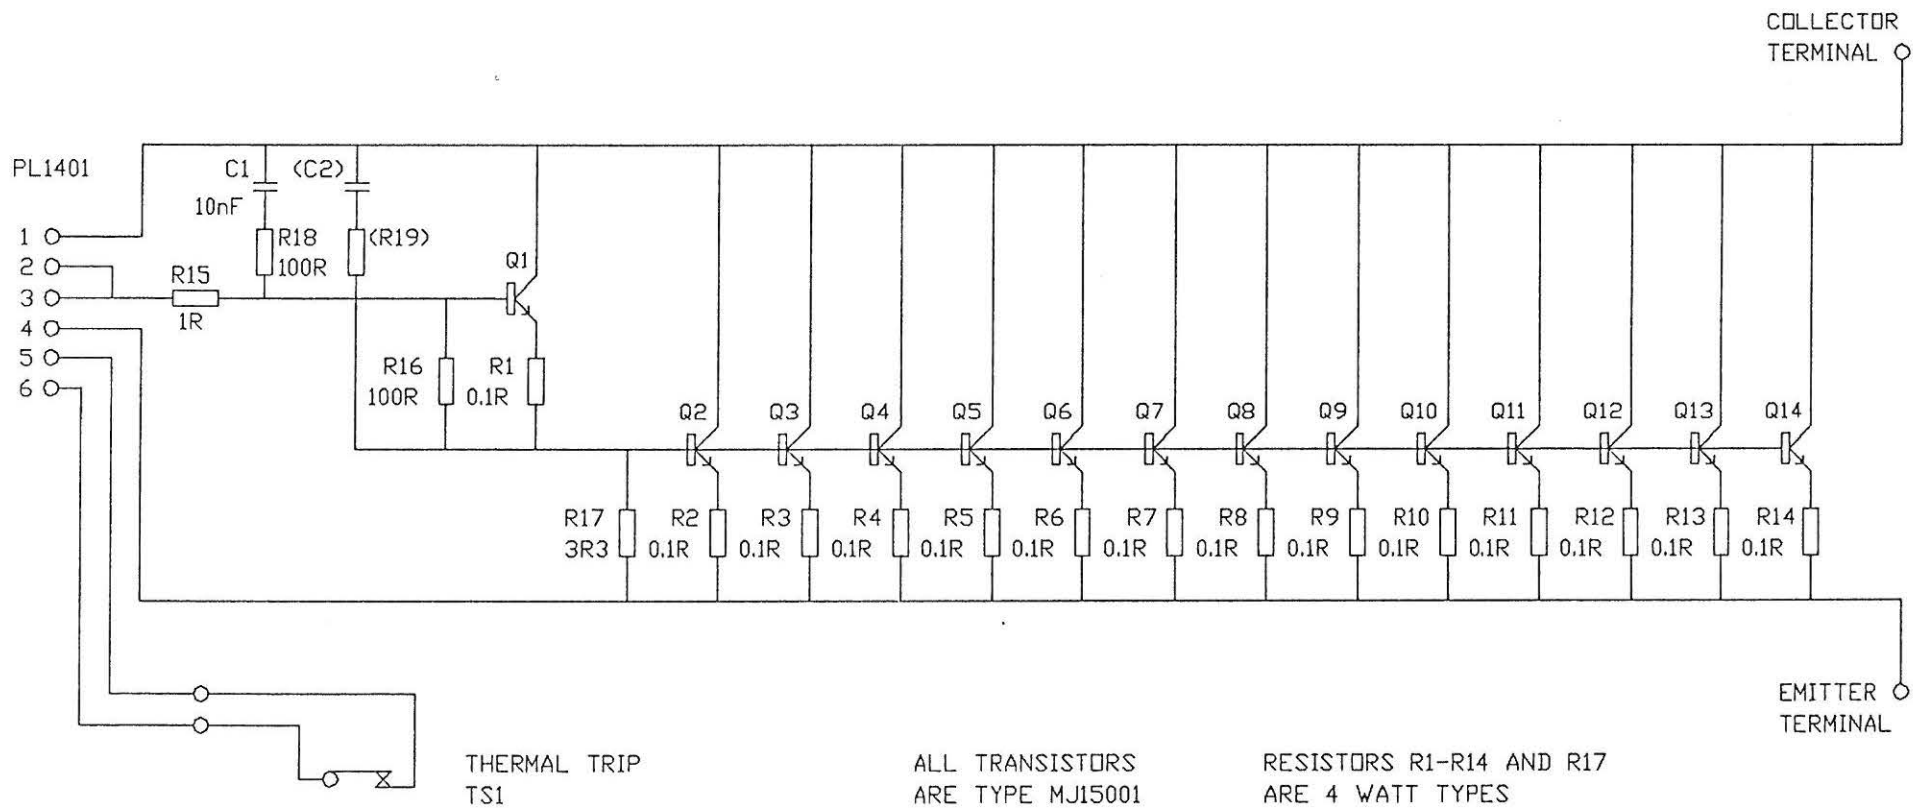 COLLECTOR
TERMINAL
PL1401
C1
(C2)
10nF
1
2
3
4
5
6
R18
100R
(R19)
R15
1R
Q1
R16
100R
R1
0.1R
Q2
Q3
Q4
Q5
Q6
Q7
Q8
Q9
Q10
Q11
Q12
Q13
Q14
R17
3R3
R2
0.1R
R3
0.1R
R4
0.1R
R5
0.1R
R6
0.1R
R7
0.1R
R8
0.1R
R9
0.1R
R10
0.1R
R11
0.1R
R12
0.1R
R13
0.1R
R14
0.1R
EMITTER
TERMINAL
THERMAL TRIP
TS1
ALL TRANSISTORS
ARE TYPE MJ15001
RESISTORS R1-R14 AND R17
ARE 4 WATT TYPES